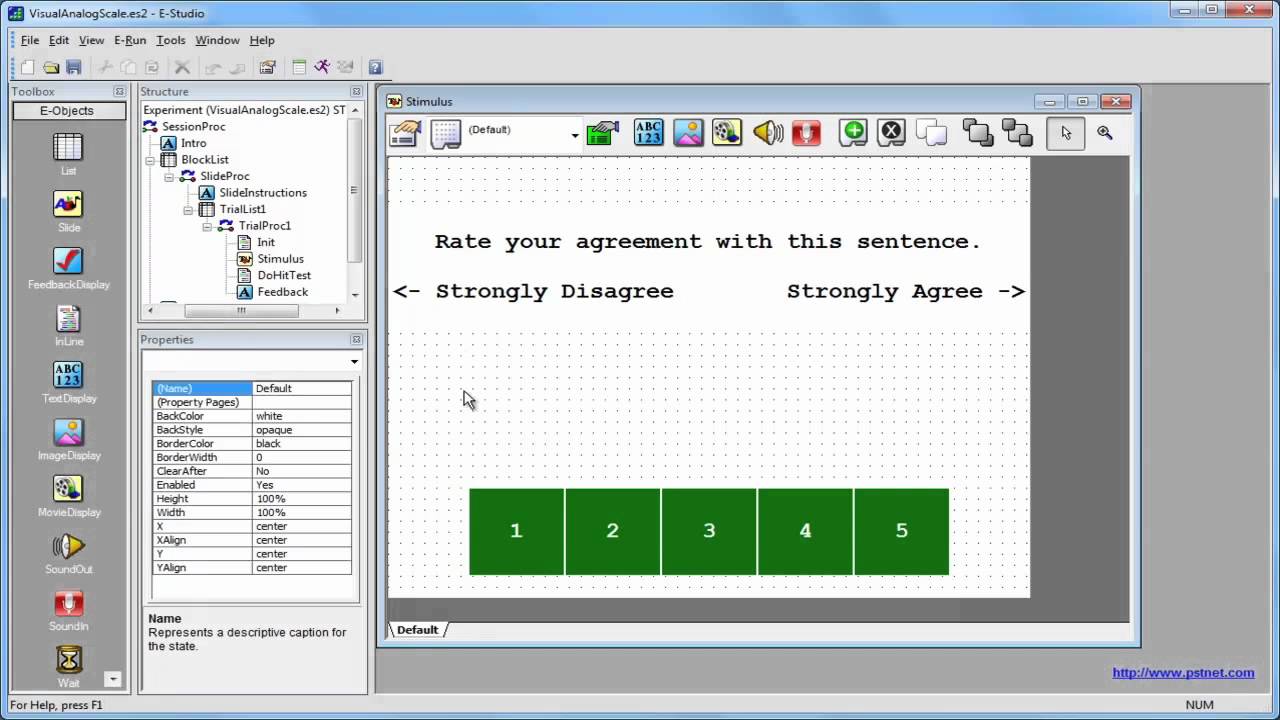 VisualAnalogScale.es2 - E-Studio
File Edit View E-Run Tools Window Help
Toolbox
E-Objects
List
Slide
FeedbackDisplay
InLine
ABC
123
TextDisplay
ImageDisplay
MovieDisplay
SoundOut
SoundIn
Wait
Structure
Experiment (VisualAnalogScale.es2) ST
SessionProc
A Intro
BlockList
SlideProc
A SlideInstructions
TrialList1
TrialProc1
Init
Stimulus
DoHitTest
A Feedback
Properties
(Name) Default
(Property Pages)
BackColor white
BackStyle opaque
BorderColor black
BorderWidth 0
ClearAfter No
Enabled Yes
Height 100%
Width 100%
X center
XAlign center
Y center
YAlign center
Name
Represents a descriptive caption for
the state.
Stimulus
(Default)
ABC
123
Rate your agreement with this sentence.
<- Strongly Disagree Strongly Agree ->
1 2 3 4 5
Default
http://www.pstnet.com
For Help, press F1
NUM